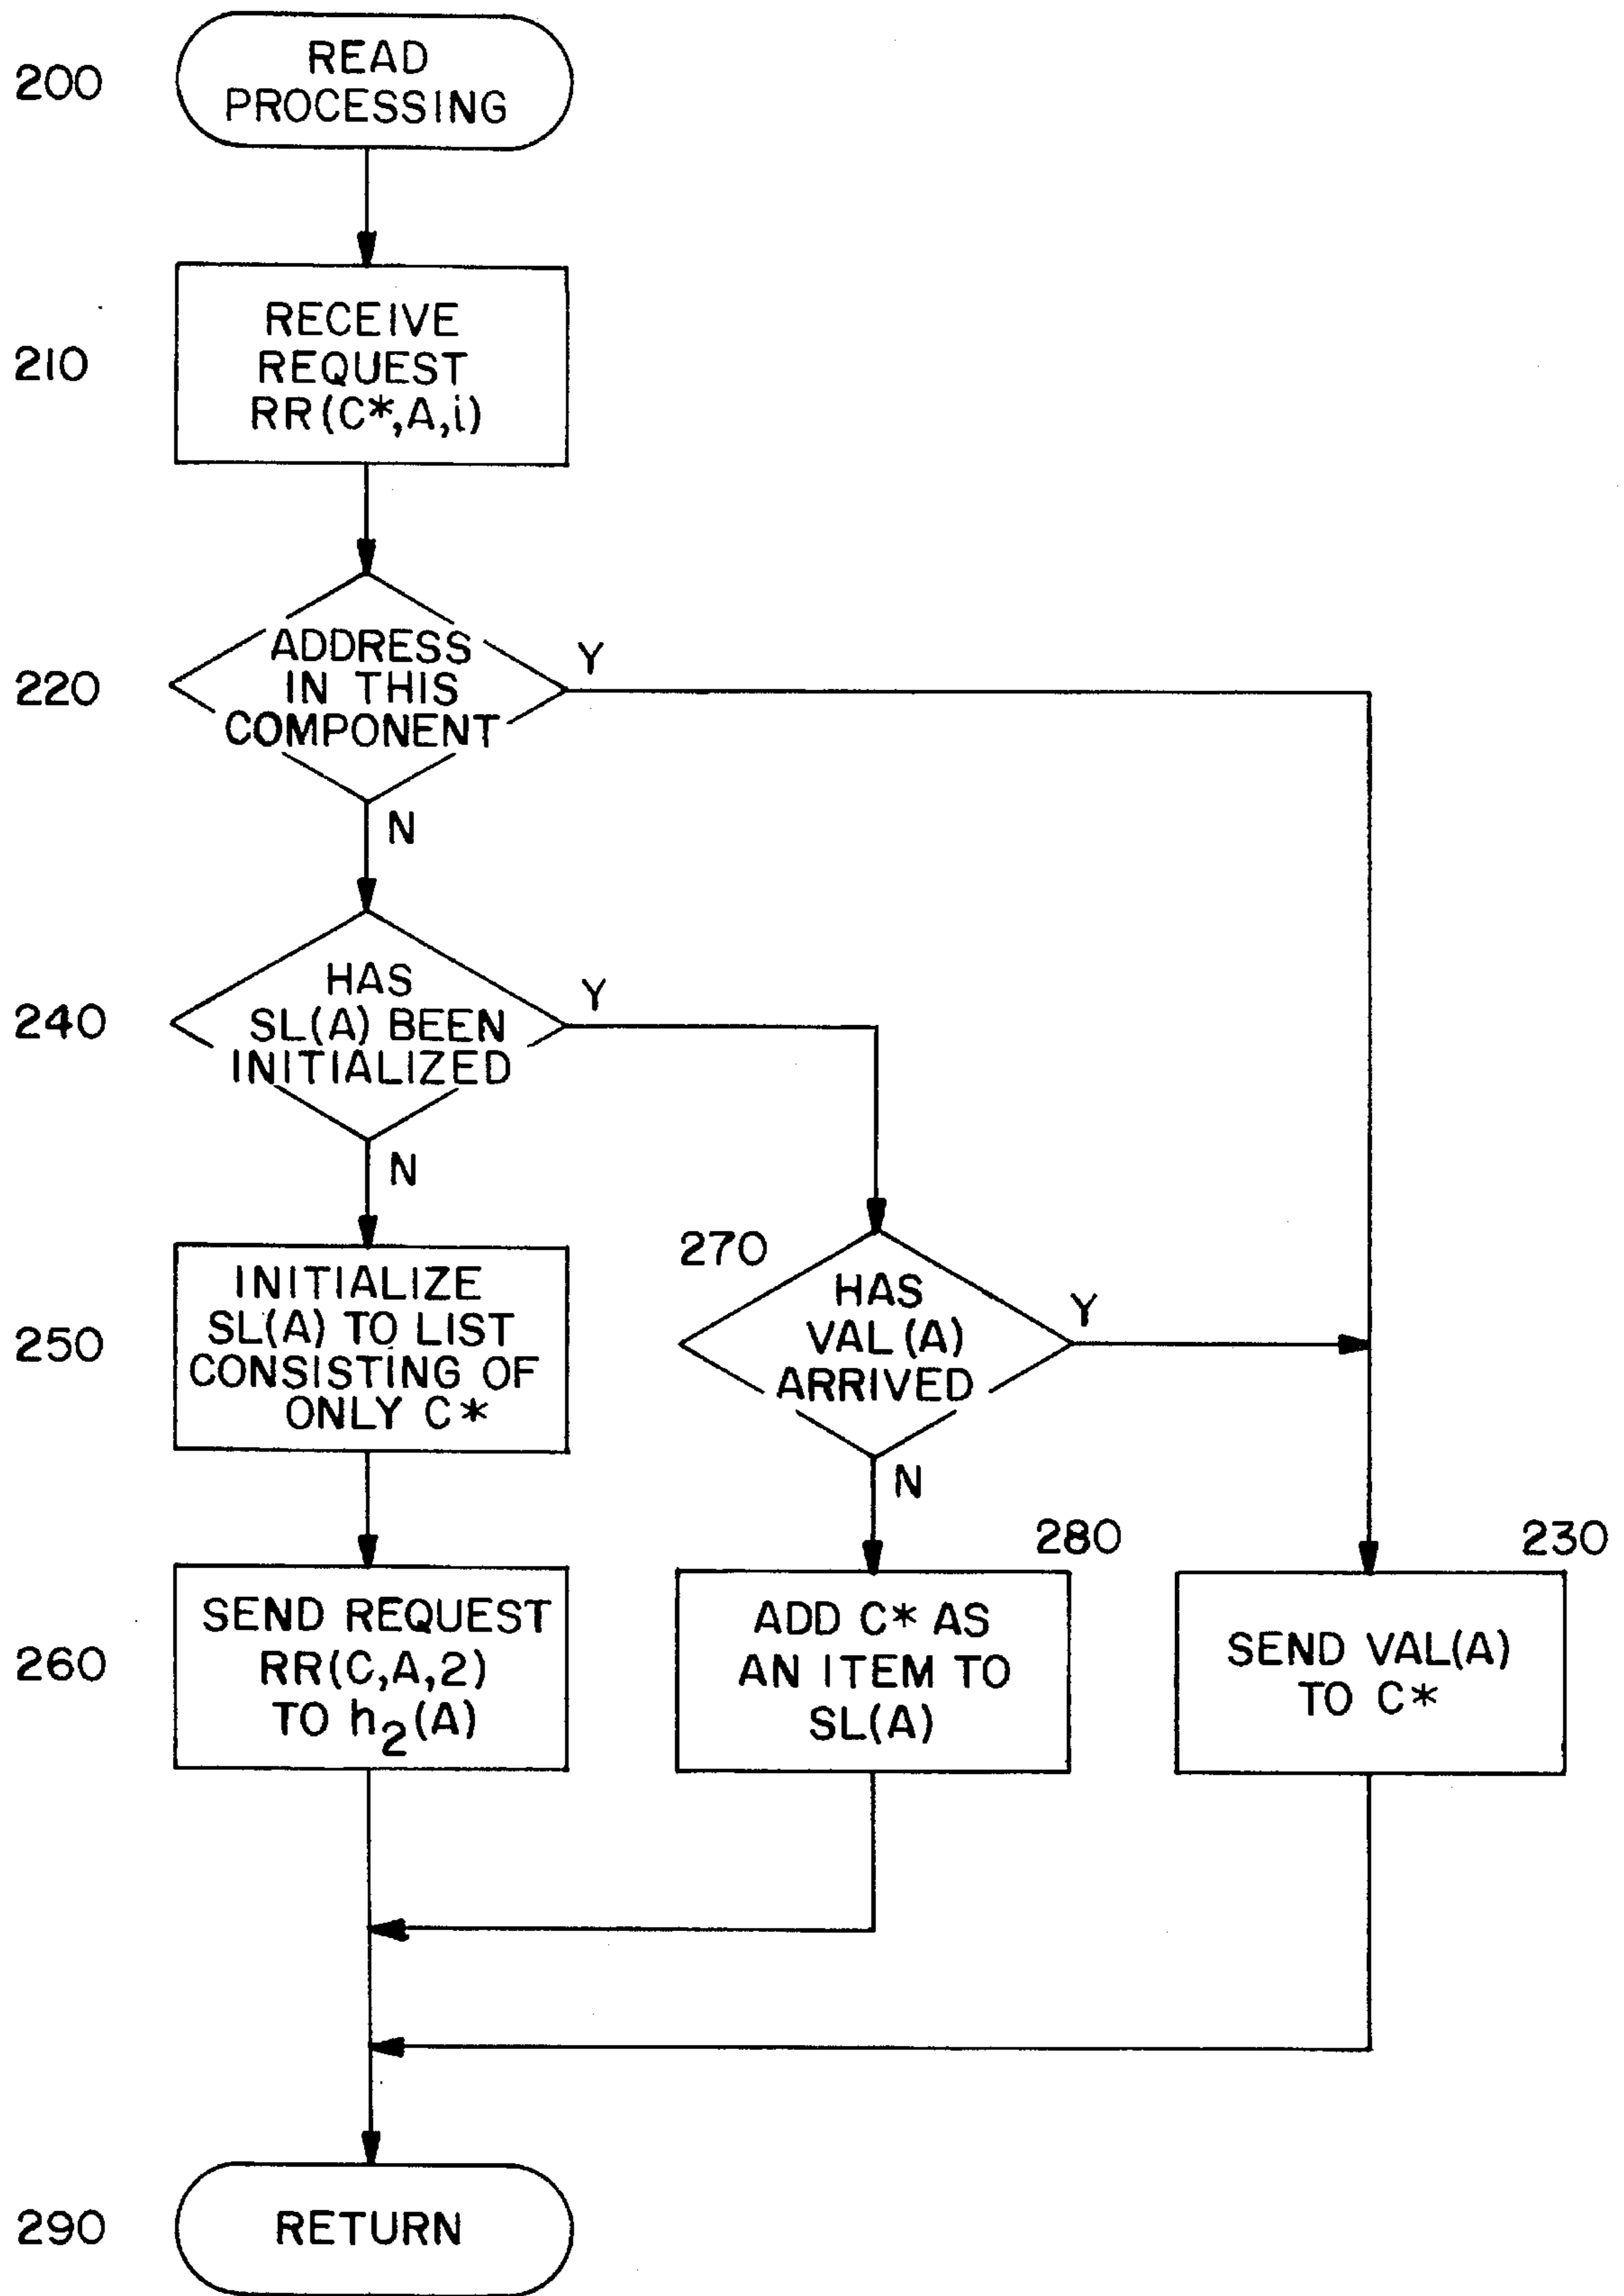 200
READ
PROCESSING
210
RECEIVE
REQUEST
RR(C*,A,i)
220
ADDRESS
IN THIS
COMPONENT
Y
N
240
HAS
SL(A) BEEN
INITIALIZED
Y
N
250
INITIALIZE
SL(A) TO LIST
CONSISTING OF
ONLY C*
270
HAS
VAL(A)
ARRIVED
Y
N
260
SEND REQUEST
RR(C,A,2)
TO h₂(A)
280
ADD C* AS
AN ITEM TO
SL(A)
230
SEND VAL(A)
TO C*
290
RETURN